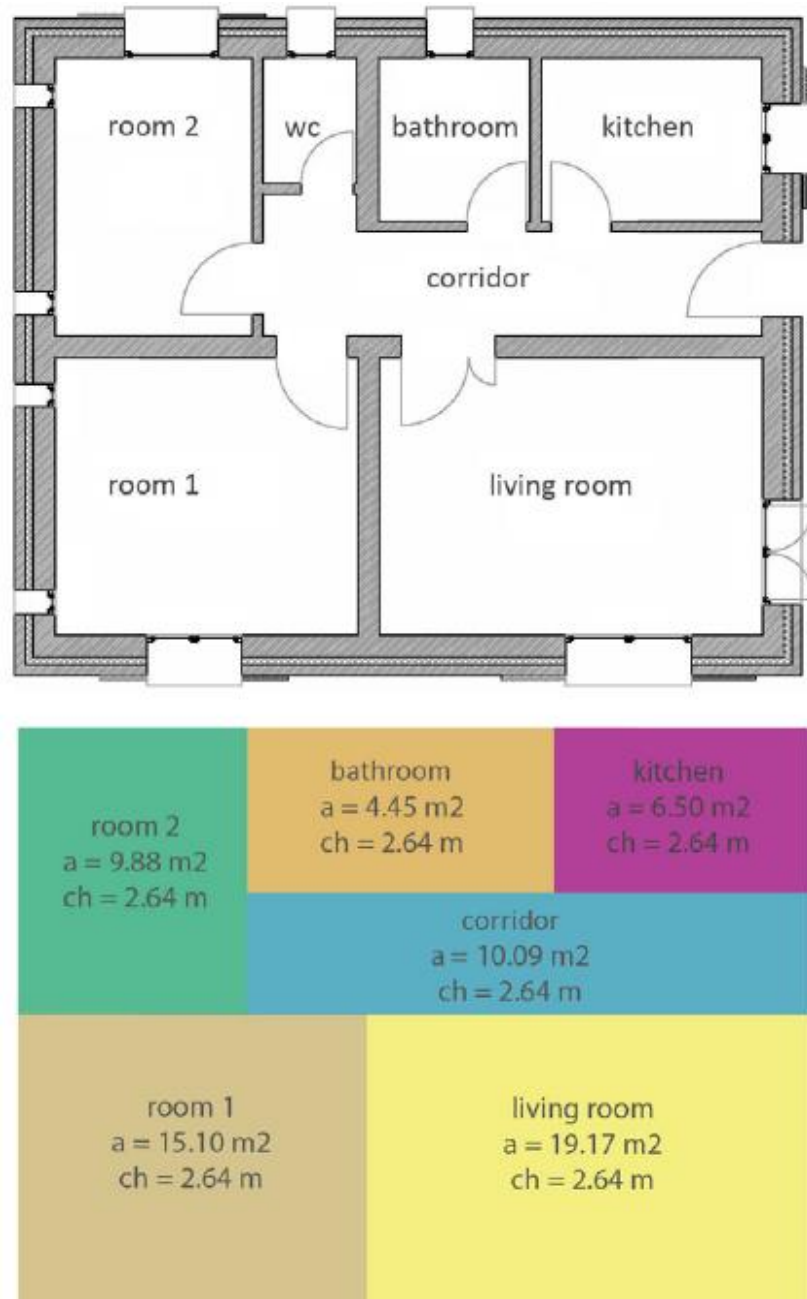 room 2
wc
bathroom
kitchen
corridor
room 1
living room
room 2
a = 9.88 m2
ch = 2.64 m
bathroom
a = 4.45 m2
ch = 2.64 m
kitchen
a = 6.50 m2
ch = 2.64 m
corridor
a = 10.09 m2
ch = 2.64 m
room 1
a = 15.10 m2
ch = 2.64 m
living room
a = 19.17 m2
ch = 2.64 m